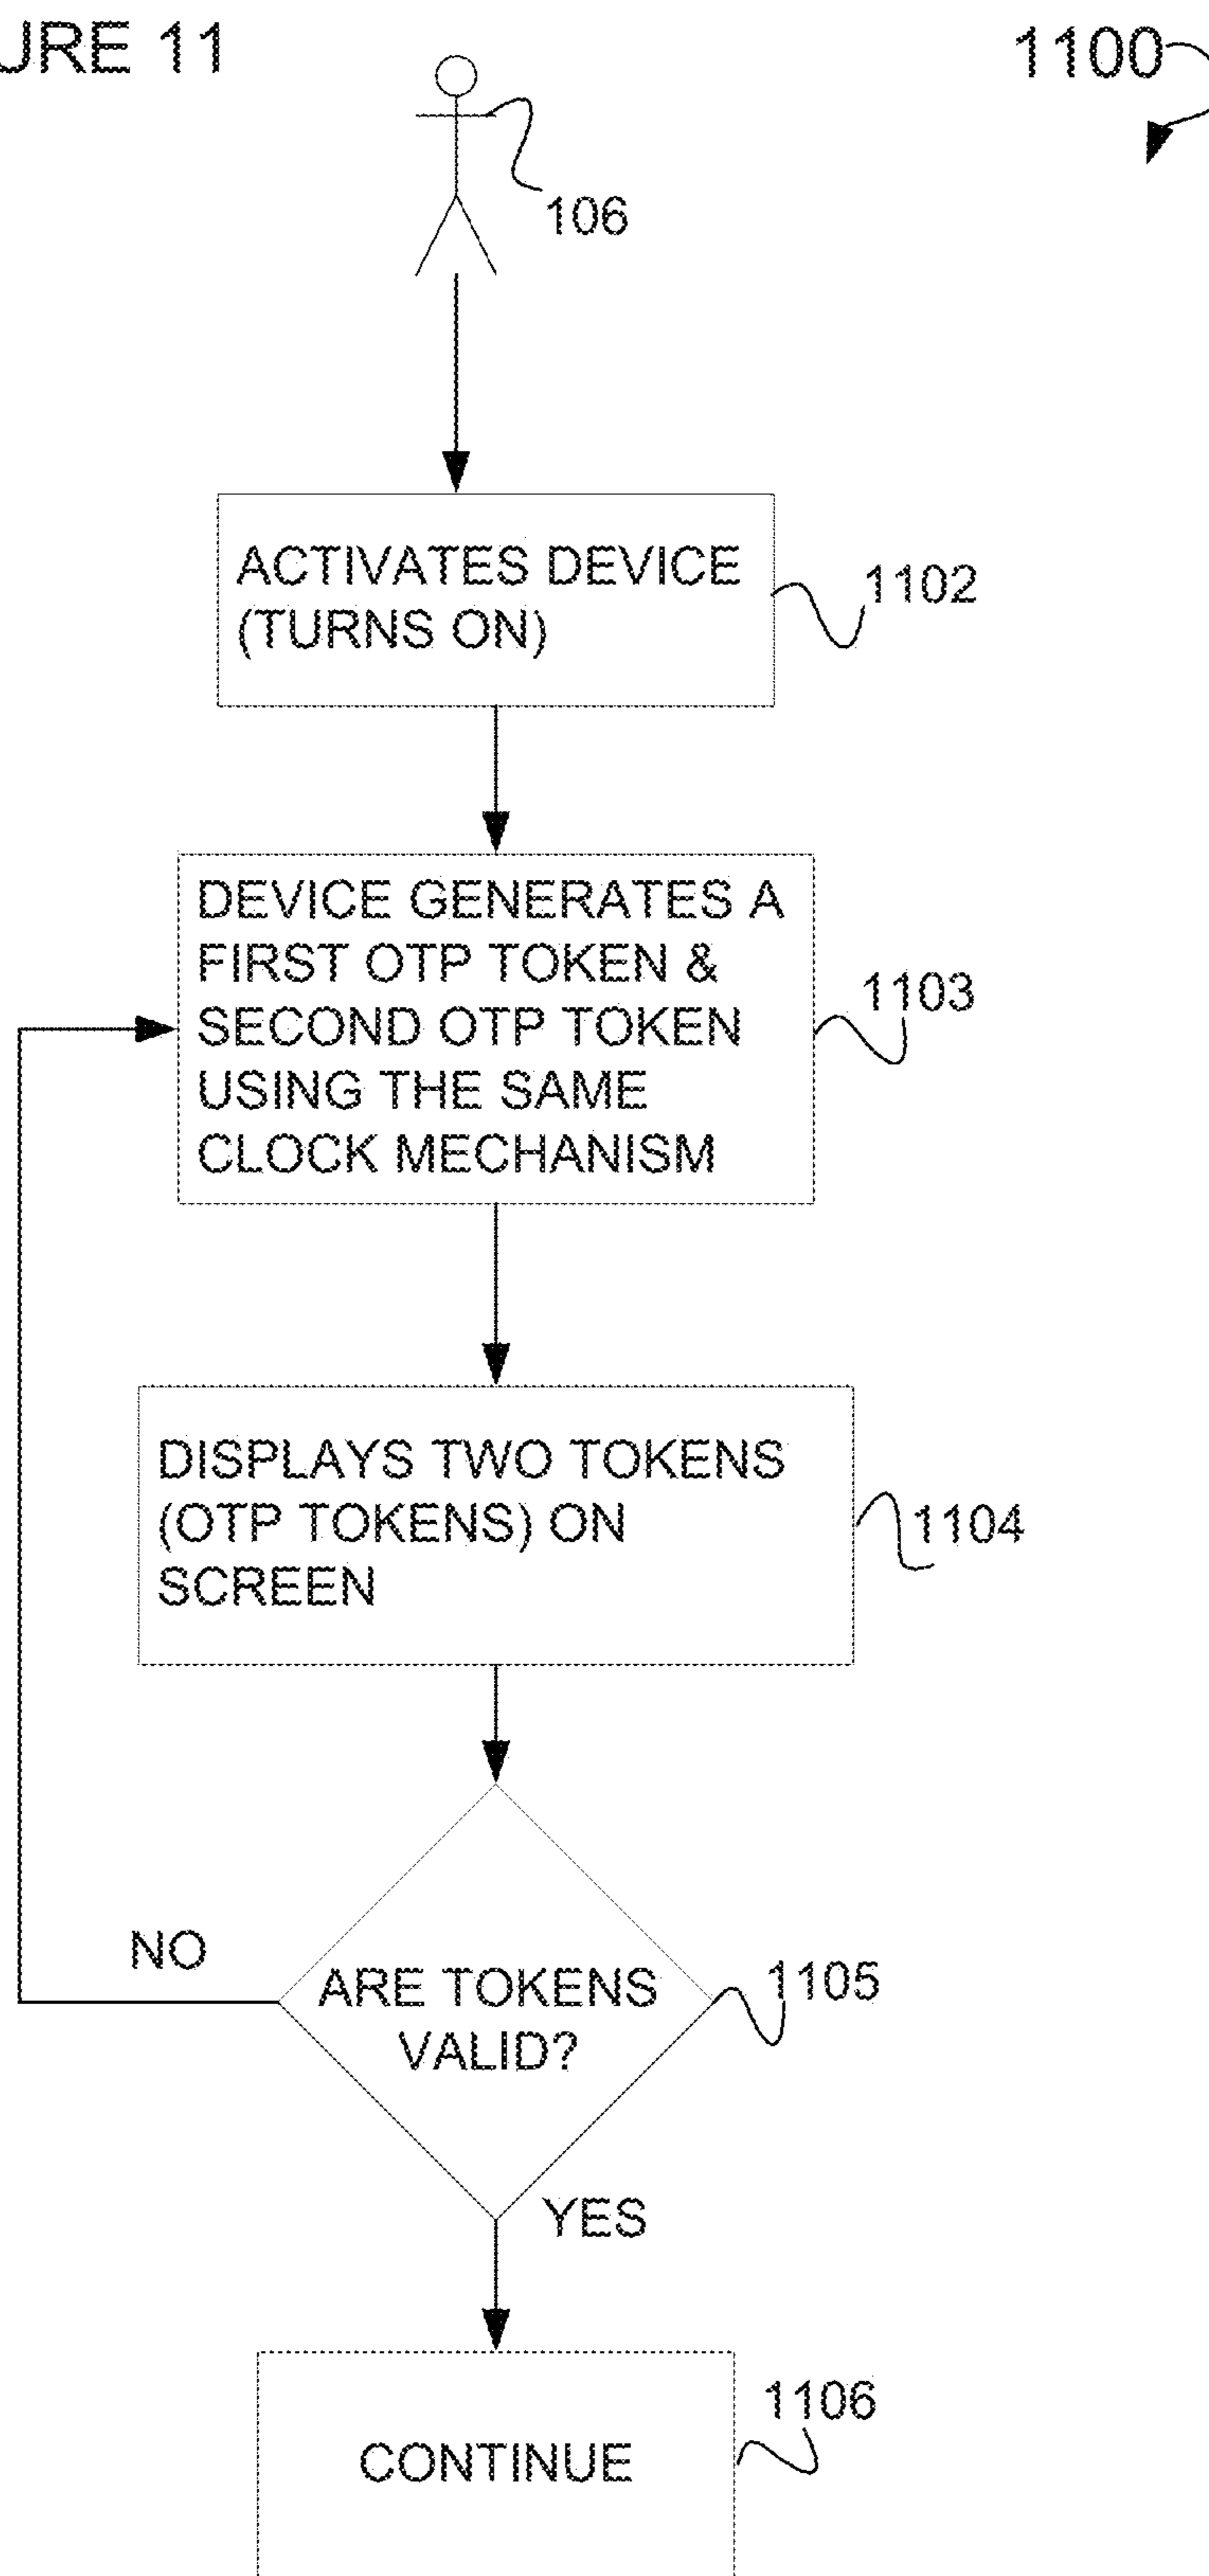 URE 11
1100
106
ACTIVATES DEVICE
(TURNS ON)
1102
DEVICE GENERATES A
FIRST OTP TOKEN &
SECOND OTP TOKEN
USING THE SAME
CLOCK MECHANISM
1103
DISPLAYS TWO TOKENS
(OTP TOKENS) ON
SCREEN
1104
NO
ARE TOKENS
VALID?
1105
YES
1106
CONTINUE